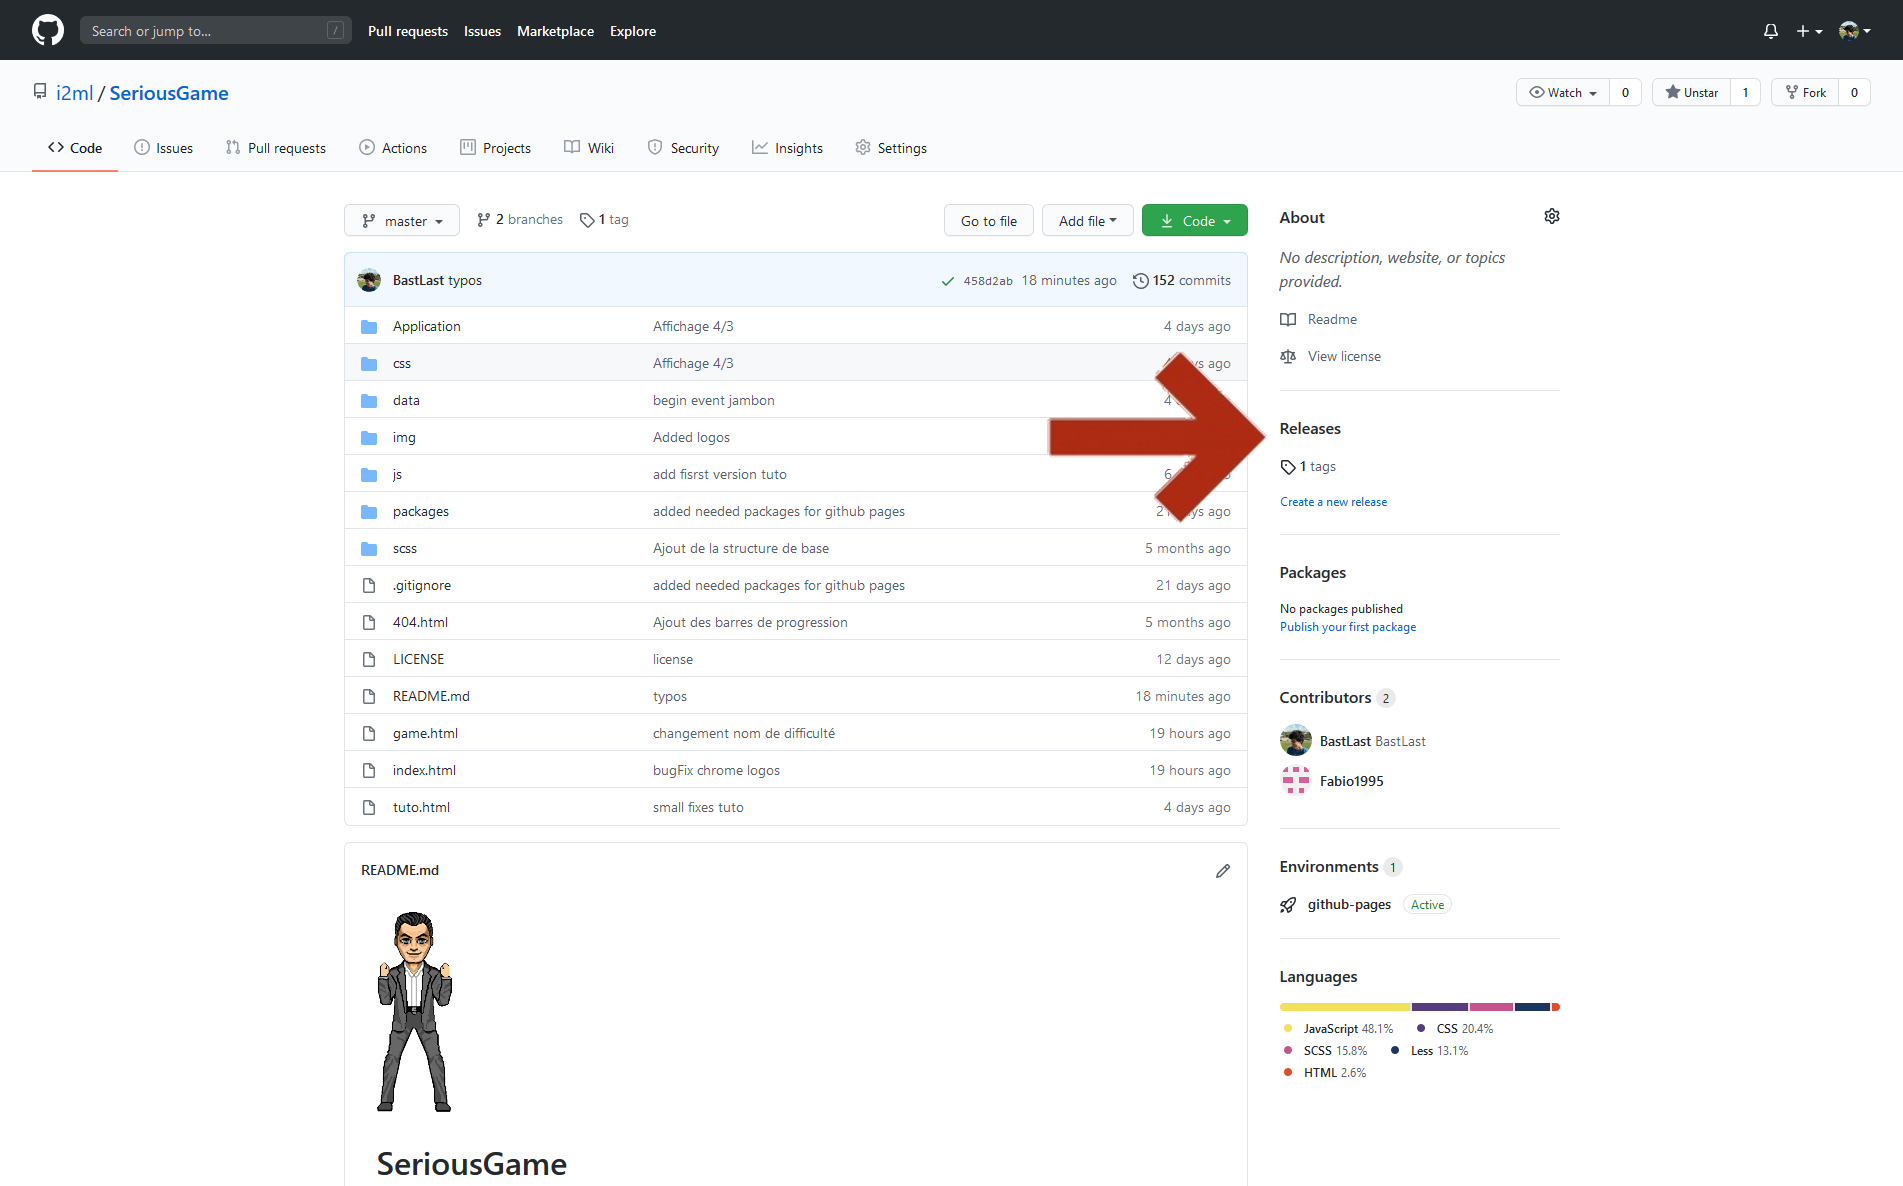 Search or jump to... /
Pull requests Issues Marketplace Explore
i2ml / SeriousGame
Watch 0 Unstar 1 Fork 0
Code Issues Pull requests Actions Projects Wiki Security Insights Settings
master 2 branches 1 tag Go to file Add file Code
BastLast typos 458d2ab 18 minutes ago 152 commits
Application Affichage 4/3 4 days ago
css Affichage 4/3 ago
data begin event jambon 4
img Added logos
js add fisrst version tuto 6
packages added needed packages for github pages 21 ago
scss Ajout de la structure de base 5 months ago
.gitignore added needed packages for github pages 21 days ago
404.html Ajout des barres de progression 5 months ago
LICENSE license 12 days ago
README.md typos 18 minutes ago
game.html changement nom de difficulté 19 hours ago
index.html bugFix chrome logos 19 hours ago
tuto.html small fixes tuto 4 days ago
README.md
SeriousGame
About
No description, website, or topics
provided.
Readme
View license
Releases
1 tags
Create a new release
Packages
No packages published
Publish your first package
Contributors 2
BastLast BastLast
Fabio1995
Environments 1
github-pages Active
Languages
JavaScript 48.1% CSS 20.4%
SCSS 15.8% Less 13.1%
HTML 2.6%